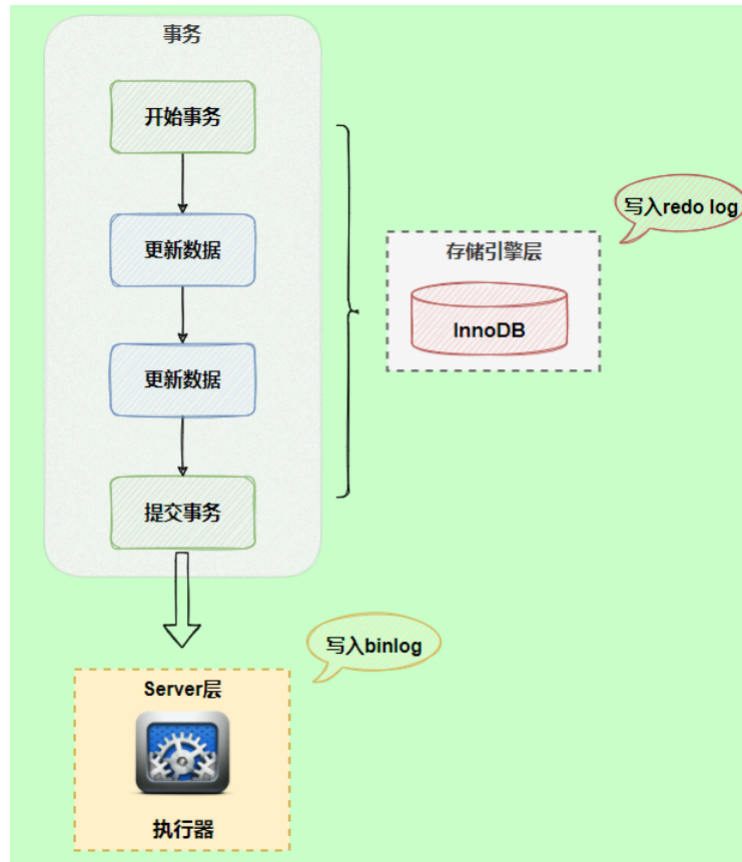 事务
开始事务
更新数据
更新数据
提交事务
写入redo log
存储引擎层
InnoDB
写入binlog
Server层
执行器